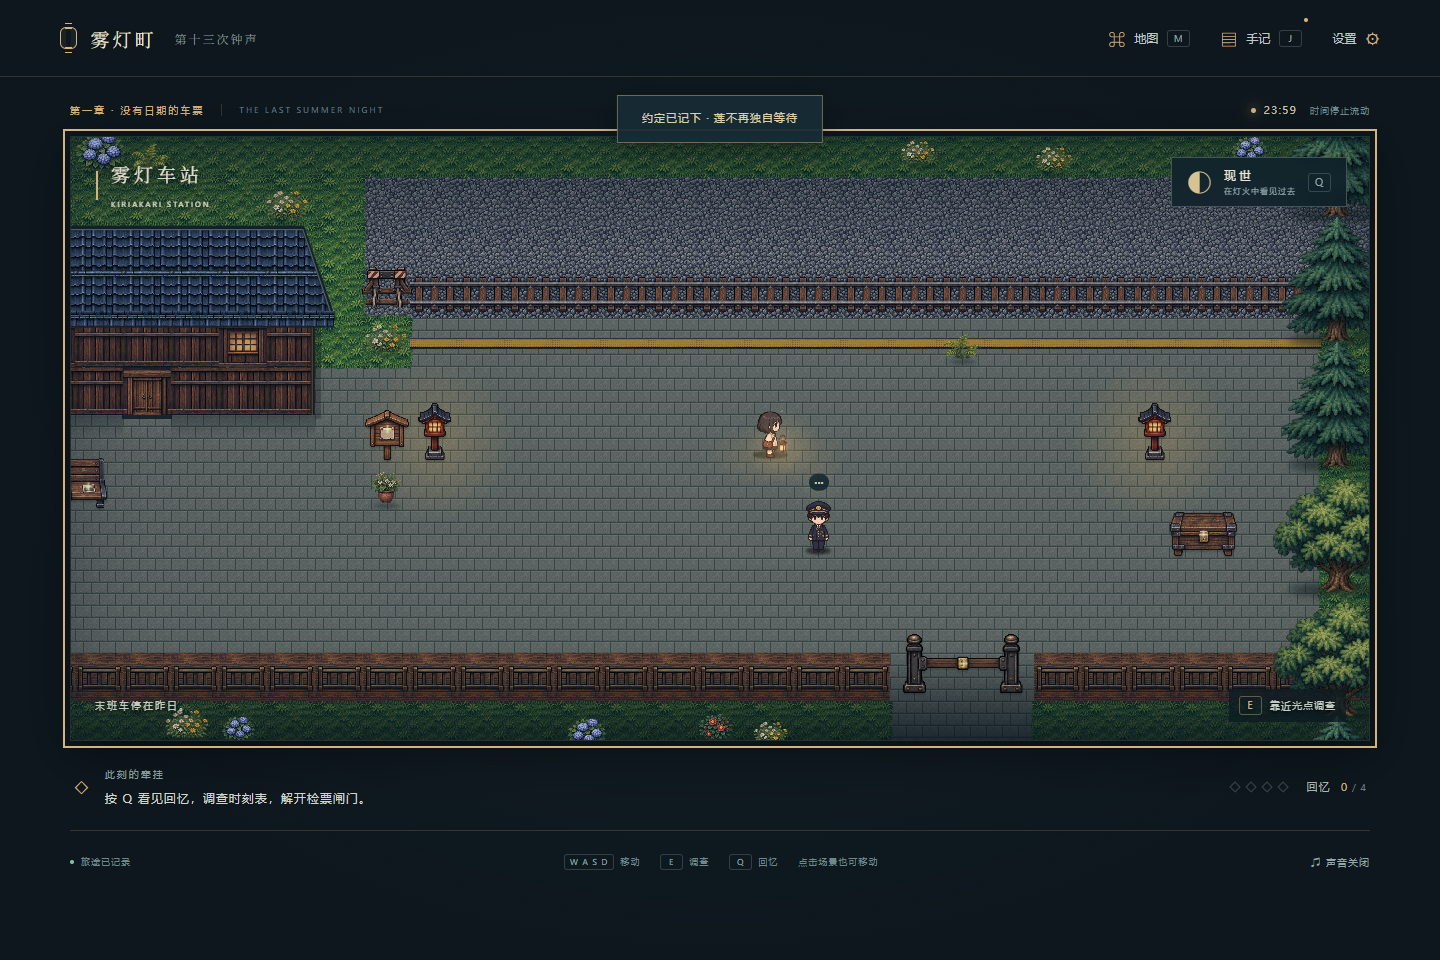 雾灯町 第十三次钟声
地图 M 手记 J 设置
第一章 · 没有日期的车票 THE LAST SUMMER NIGHT
约定已记下 · 莲不再独自等待
23:59 时间停止流动
雾灯车站
KIRIAKARI STATION
现世
在灯火中看见过去
Q
末班车停在昨日。
E 靠近光点调查
此刻的牵挂
按 Q 看见回忆，调查时刻表，解开检票闸门。
回忆 0 / 4
旅途已记录
WASD 移动 E 调查 Q 回忆 点击场景也可移动
声音关闭